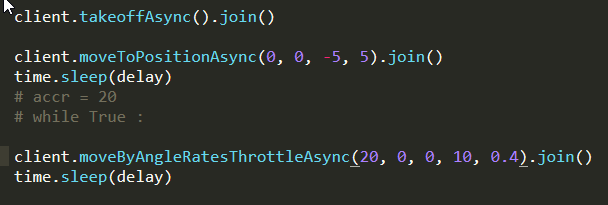 client.takeoffAsync().join()
client.moveToPositionAsync(0, 0, -5, 5).join()
time.sleep(delay)
# accr = 20
# while True :
client.moveByAngleRatesThrottleAsync(20, 0, 0, 10, 0.4).join()
time.sleep(delay)